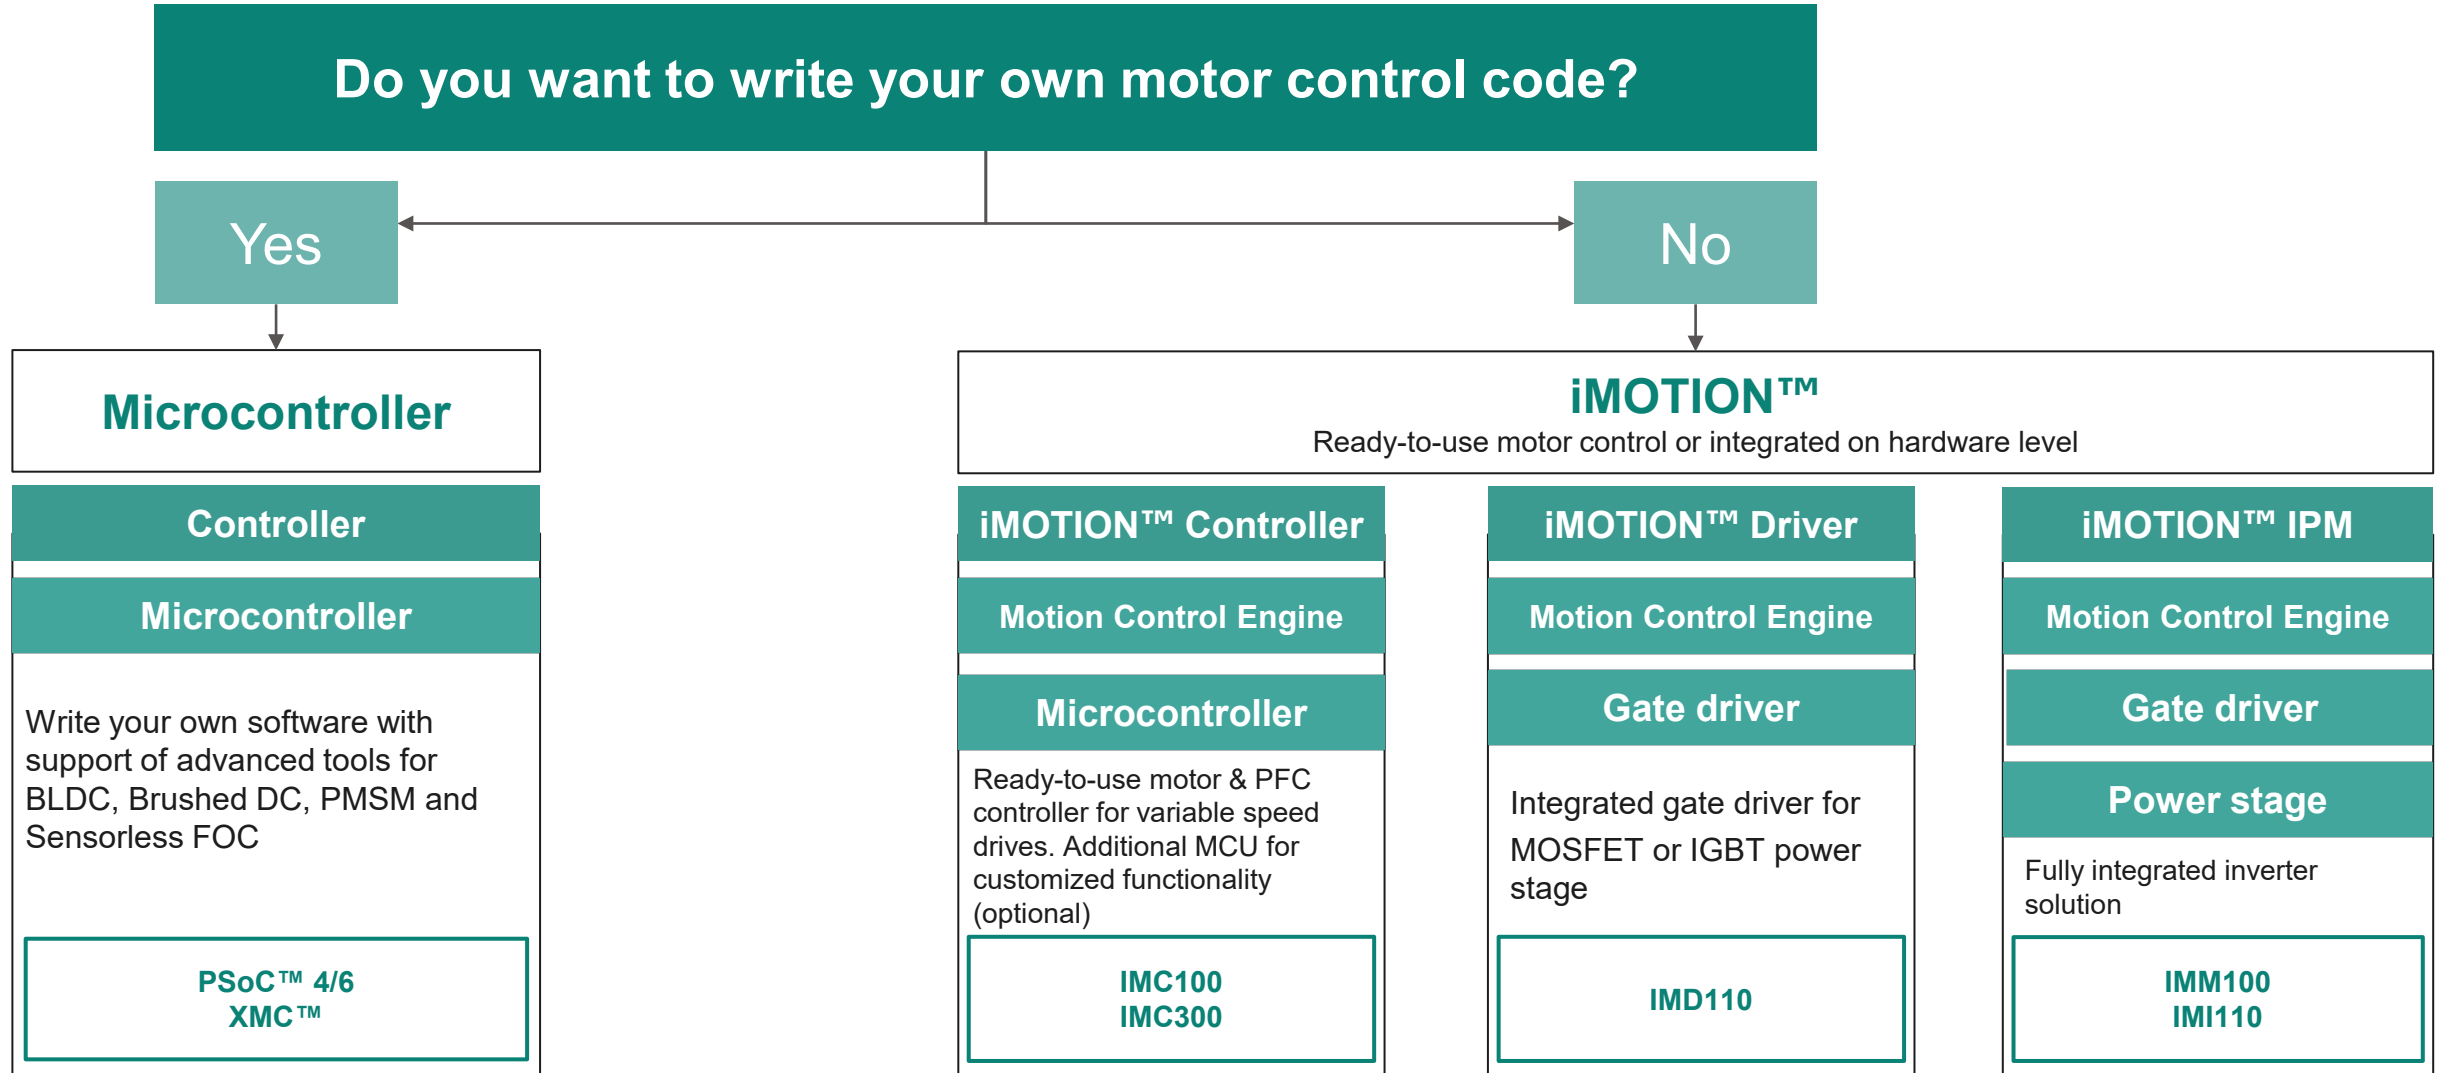 Do you want to write your own motor control code?
Yes
No
Microcontroller
Controller
Microcontroller
Write your own software with
support of advanced tools for
BLDC, Brushed DC, PMSM and
Sensorless FOC
PSoC™ 4/6
XMC™
iMOTION™
Ready-to-use motor control or integrated on hardware level
iMOTION™ Controller
Motion Control Engine
Microcontroller
Ready-to-use motor & PFC
controller for variable speed
drives. Additional MCU for
customized functionality
(optional)
IMC100
IMC300
iMOTION™ Driver
Motion Control Engine
Gate driver
Integrated gate driver for
MOSFET or IGBT power
stage
IMD110
iMOTION™ IPM
Motion Control Engine
Gate driver
Power stage
Fully integrated inverter
solution
IMM100
IMI110